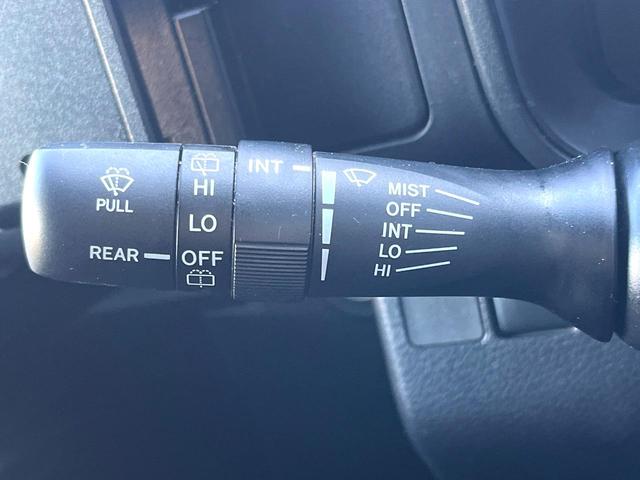 PULL
REAR
HI
LO
OFF
INT
MIST
OFF
INT
LO
HI